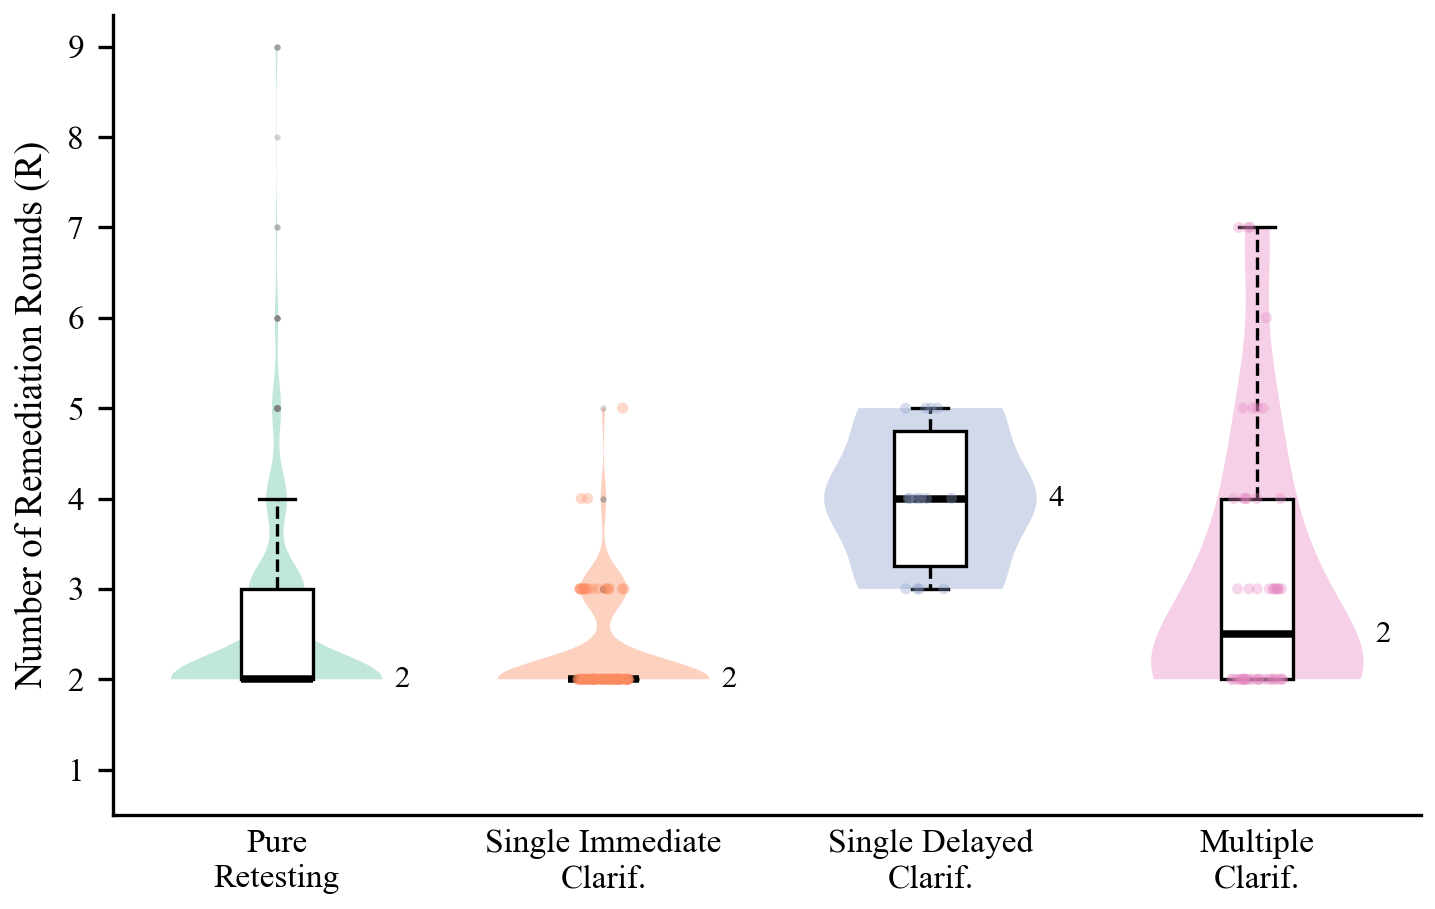 Number of Remediation Rounds (R)
9
8
7
6
5
4
3
2
1
2
2
4
2
Pure
Retesting
Single Immediate
Clarif.
Single Delayed
Clarif.
Multiple
Clarif.